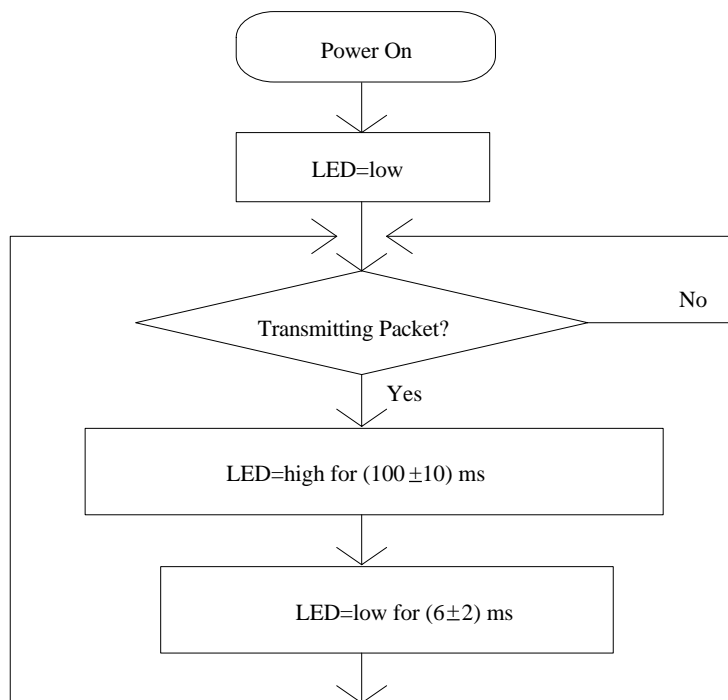 Power On
LED=low
Transmitting Packet?
No
Yes
LED=high for (100±10) ms
LED=low for (6±2) ms